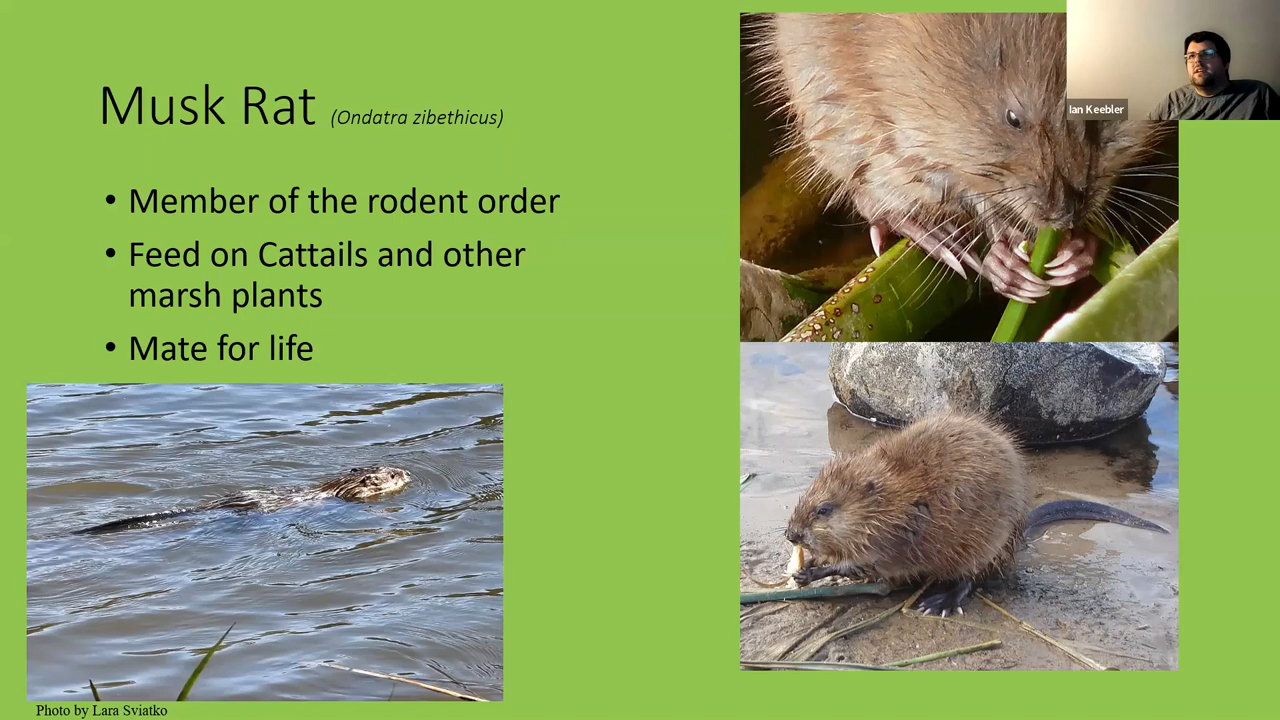 Musk Rat (Ondatra zibethicus)
• Member of the rodent order
• Feed on Cattails and other
marsh plants
• Mate for life
Ian Keebler
Photo by Lara Sviatko